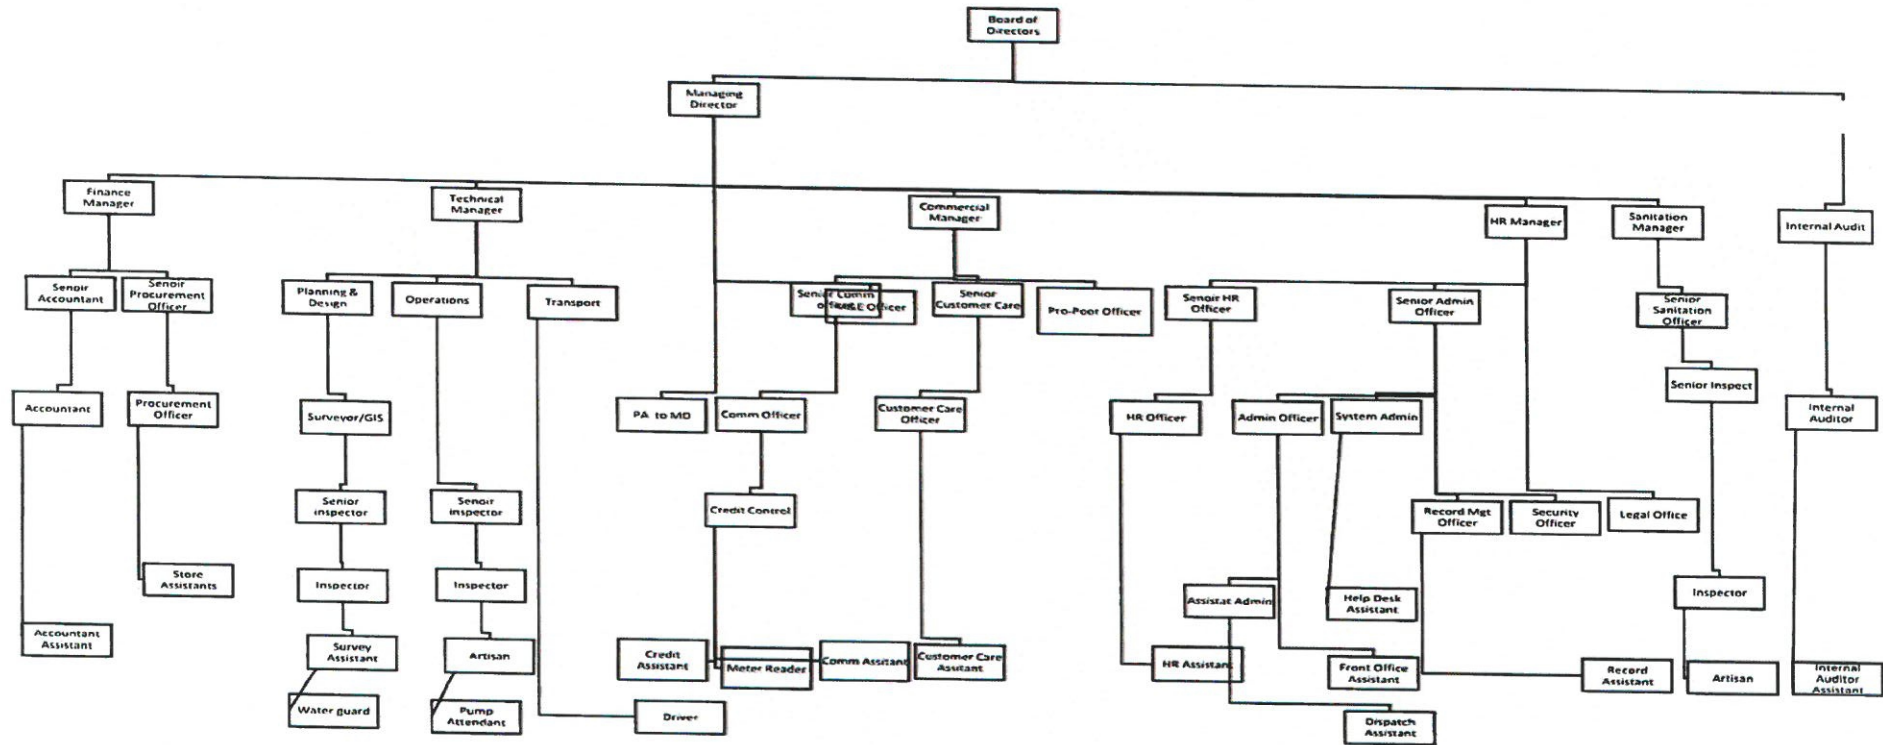 Board of
Directors
Managing
Director
Finance
Manager
Technical
Manager
Commercial
Manager
HR Manager
Sanitation
Manager
Internal Audit
Senoir
Accountant
Senoir
Procurement
Officer
Planning &
Design
Operations
Transport
Senior Comm
officer
M&E Officer
Senior
Customer Care
Pro-Poor Officer
Senoir HR
Officer
Senior Admin
Officer
Senior
Sanitation
Officer
Accountant
Procurement
Officer
Surveyor/GIS
PA to MD
Comm Officer
Customer Care
Officer
HR Officer
Admin Officer
System Admin
Senior Inspect
Internal
Auditor
Senior
inspector
Senoir
inspector
Credit Control
Record Mgt
Officer
Security
Officer
Legal Office
Store
Assistants
Inspector
Inspector
Assistat Admin
Help Desk
Assistant
Inspector
Accountant
Assistant
Survey
Assistant
Artisan
Credit
Assistant
Meter Reader
Comm Assitant
Customer Care
Asitant
HR Assistant
Front Office
Assistant
Record
Assistant
Artisan
Internal
Auditor
Assistant
Water guard
Pump
Attendant
Driver
Dispatch
Assistant